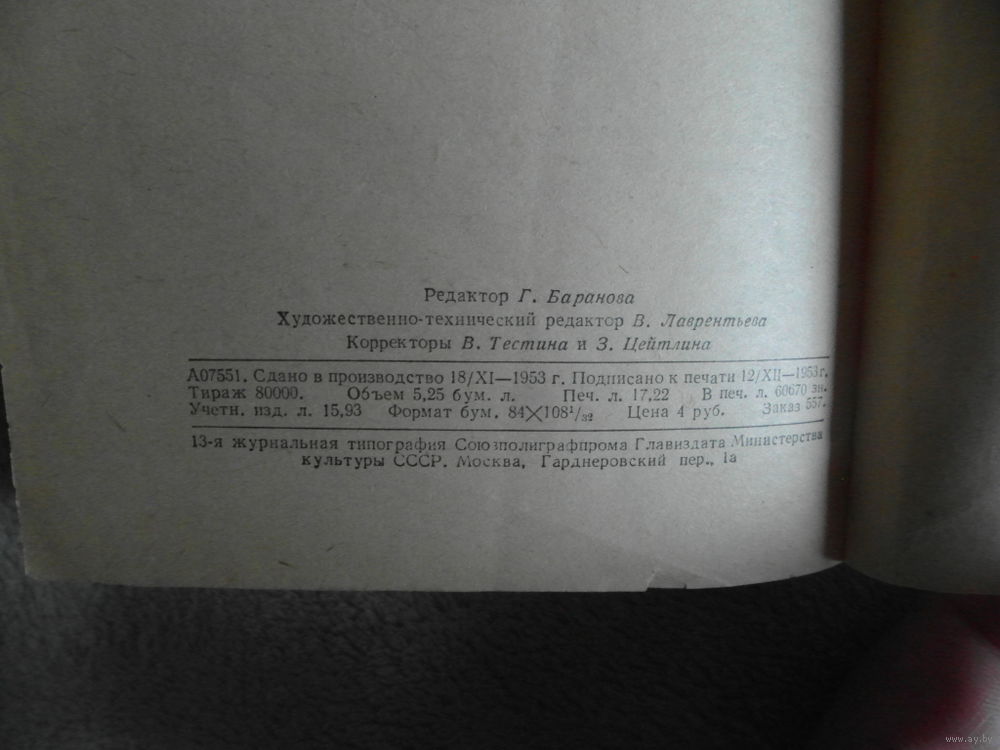 Редактор Г. Баранова
Художественно-технический редактор В. Лаврентьева
Корректоры В. Тестина и З. Цейтлина
А07551. Сдано в производство 18/XI—1953 г. Подписано к печати 12/XII—1953 г.
Тираж 80000. Объем 5,25 бум. л. Печ. л. 17,22 В печ. л. 60670 зн.
Учетн. изд. л. 15,93 Формат бум. 84×108¹/₃₂ Цена 4 руб. Заказ 557.
13-я журнальная типография Союзполиграфпрома Главиздата Министерства
культуры СССР. Москва, Гарднеровский пер., 1а
www.ay.by